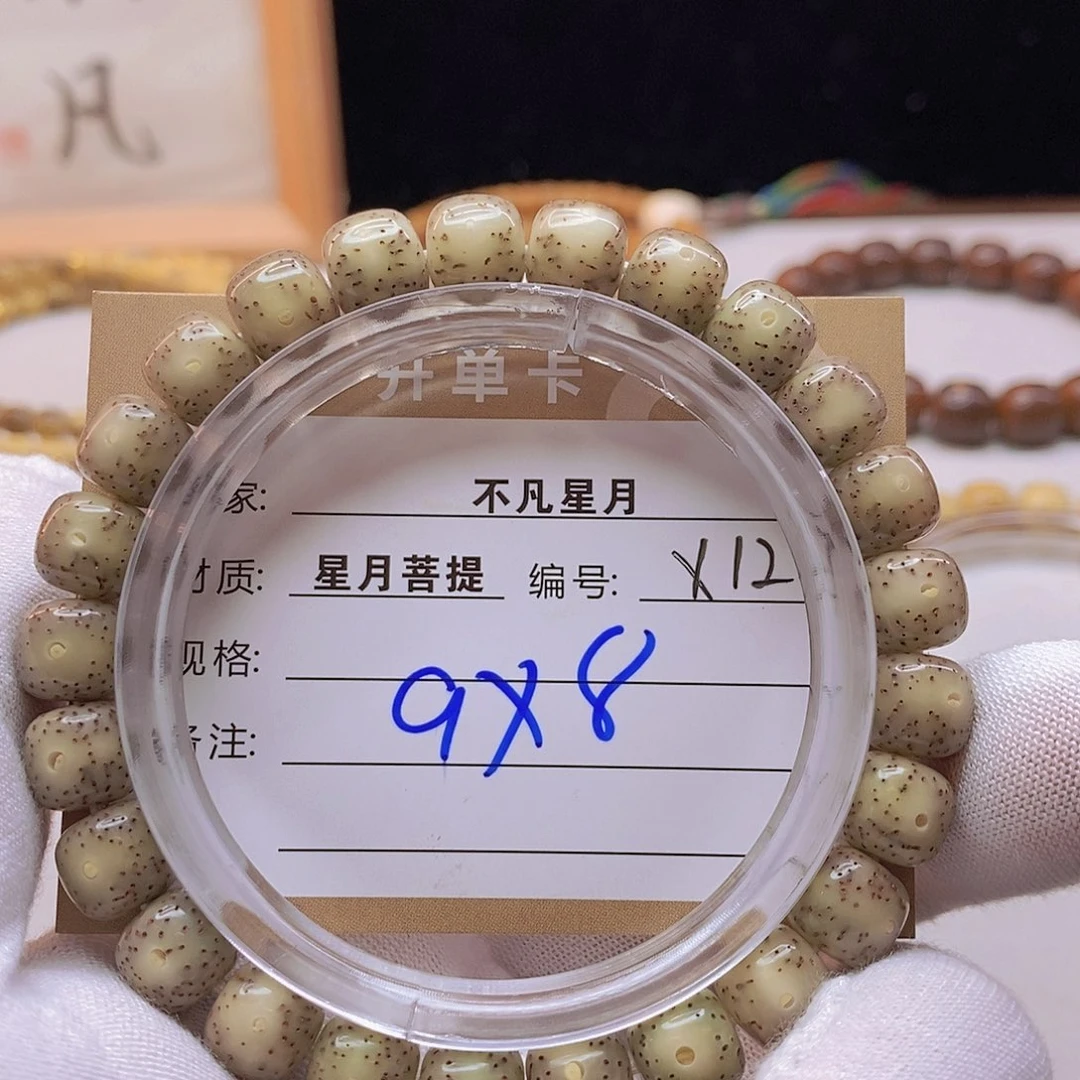 凡
开单卡
家: 不凡星月
材质: 星月菩提 编号: X12
规格:
9X8
备注: